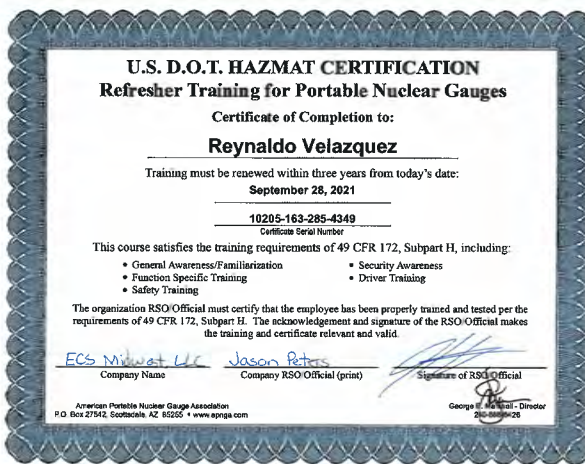 U.S. D.O.T. HAZMAT CERTIFICATION
Refresher Training for Portable Nuclear Gauges
Certificate of Completion to:
Reynaldo Velazquez
Training must be renewed within three years from today's date:
September 28, 2021
10205-163-285-4349
Certificate Serial Number
This course satisfies the training requirements of 49 CFR 172, Subpart H, including:
• General Awareness/Familiarization
• Function Specific Training
• Safety Training
• Security Awareness
• Driver Training
The organization RSO/Official must certify that the employee has been properly trained and tested per the
requirements of 49 CFR 172, Subpart H. The acknowledgement and signature of the RSO/Official makes
the training and certificate relevant and valid.
ECS Midwest, LLC Jason Peters
Company Name Company RSO/Official (print) Signature of RSO/Official
American Portable Nuclear Gauge Association
P.O. Box 27542, Scottsdale, AZ 85255 • www.apnga.com
George - Director